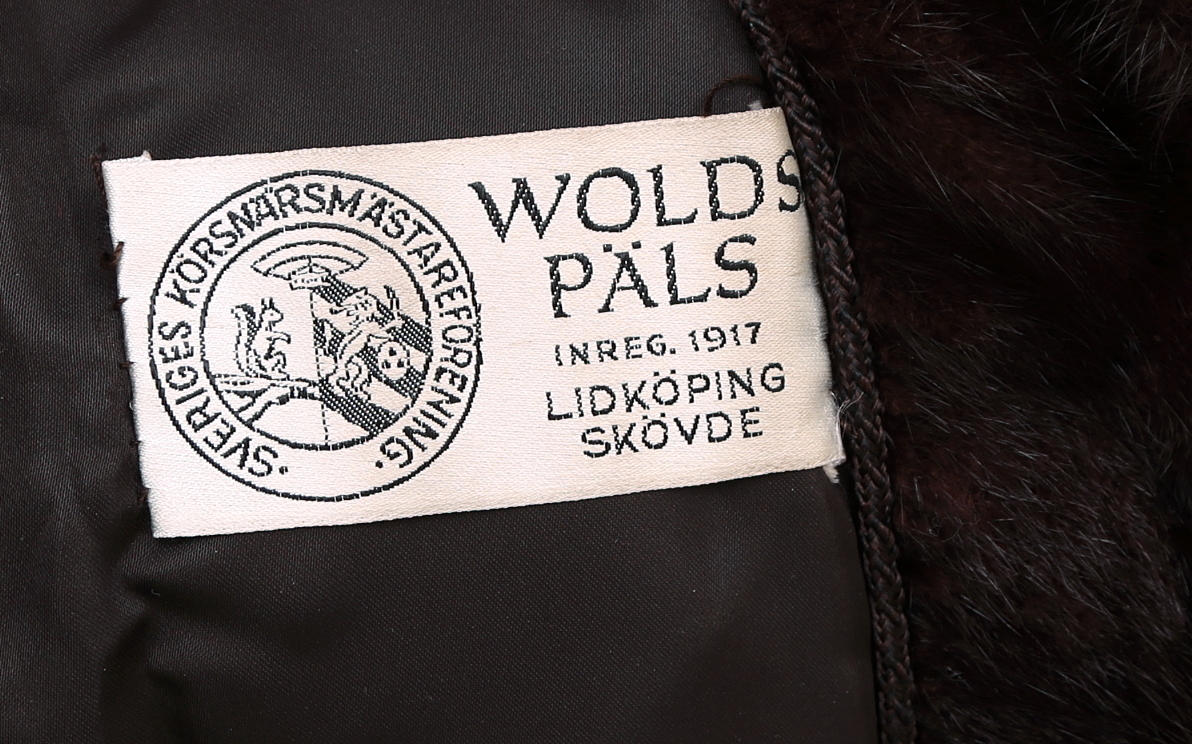 SVERIGES KÖRSNÄRSMÄSTAREFÖRENING
WOLDS
PÄLS
INREG. 1917
LIDKÖPING
SKÖVDE